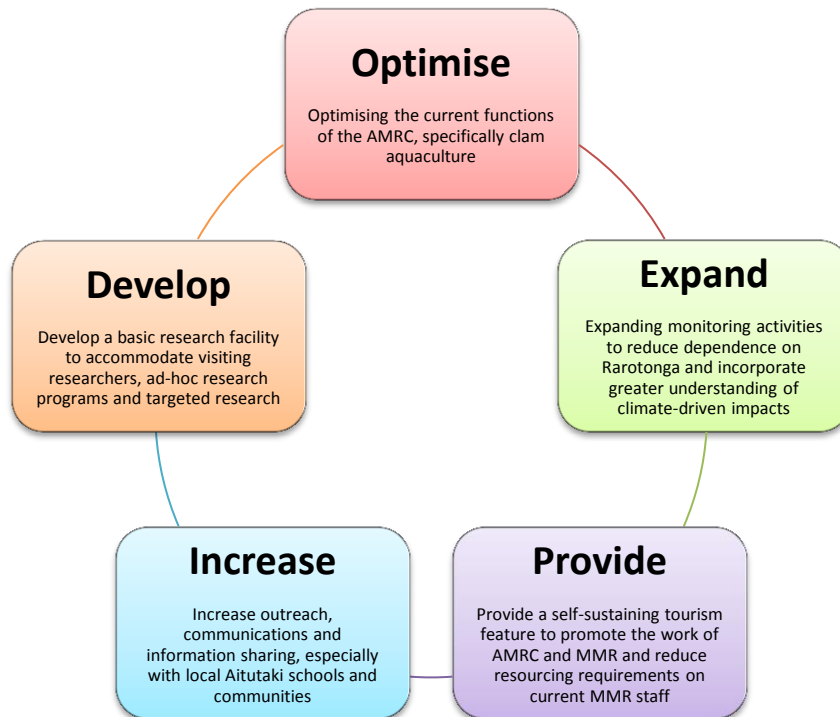 Optimise
Optimising the current functions
of the AMRC, specifically clam
aquaculture
Expand
Expanding monitoring activities
to reduce dependence on
Rarotonga and incorporate
greater understanding of
climate-driven impacts
Provide
Provide a self-sustaining tourism
feature to promote the work of
AMRC and MMR and reduce
resourcing requirements on
current MMR staff
Increase
Increase outreach,
communications and
information sharing, especially
with local Aitutaki schools and
communities
Develop
Develop a basic research facility
to accommodate visiting
researchers, ad-hoc research
programs and targeted research